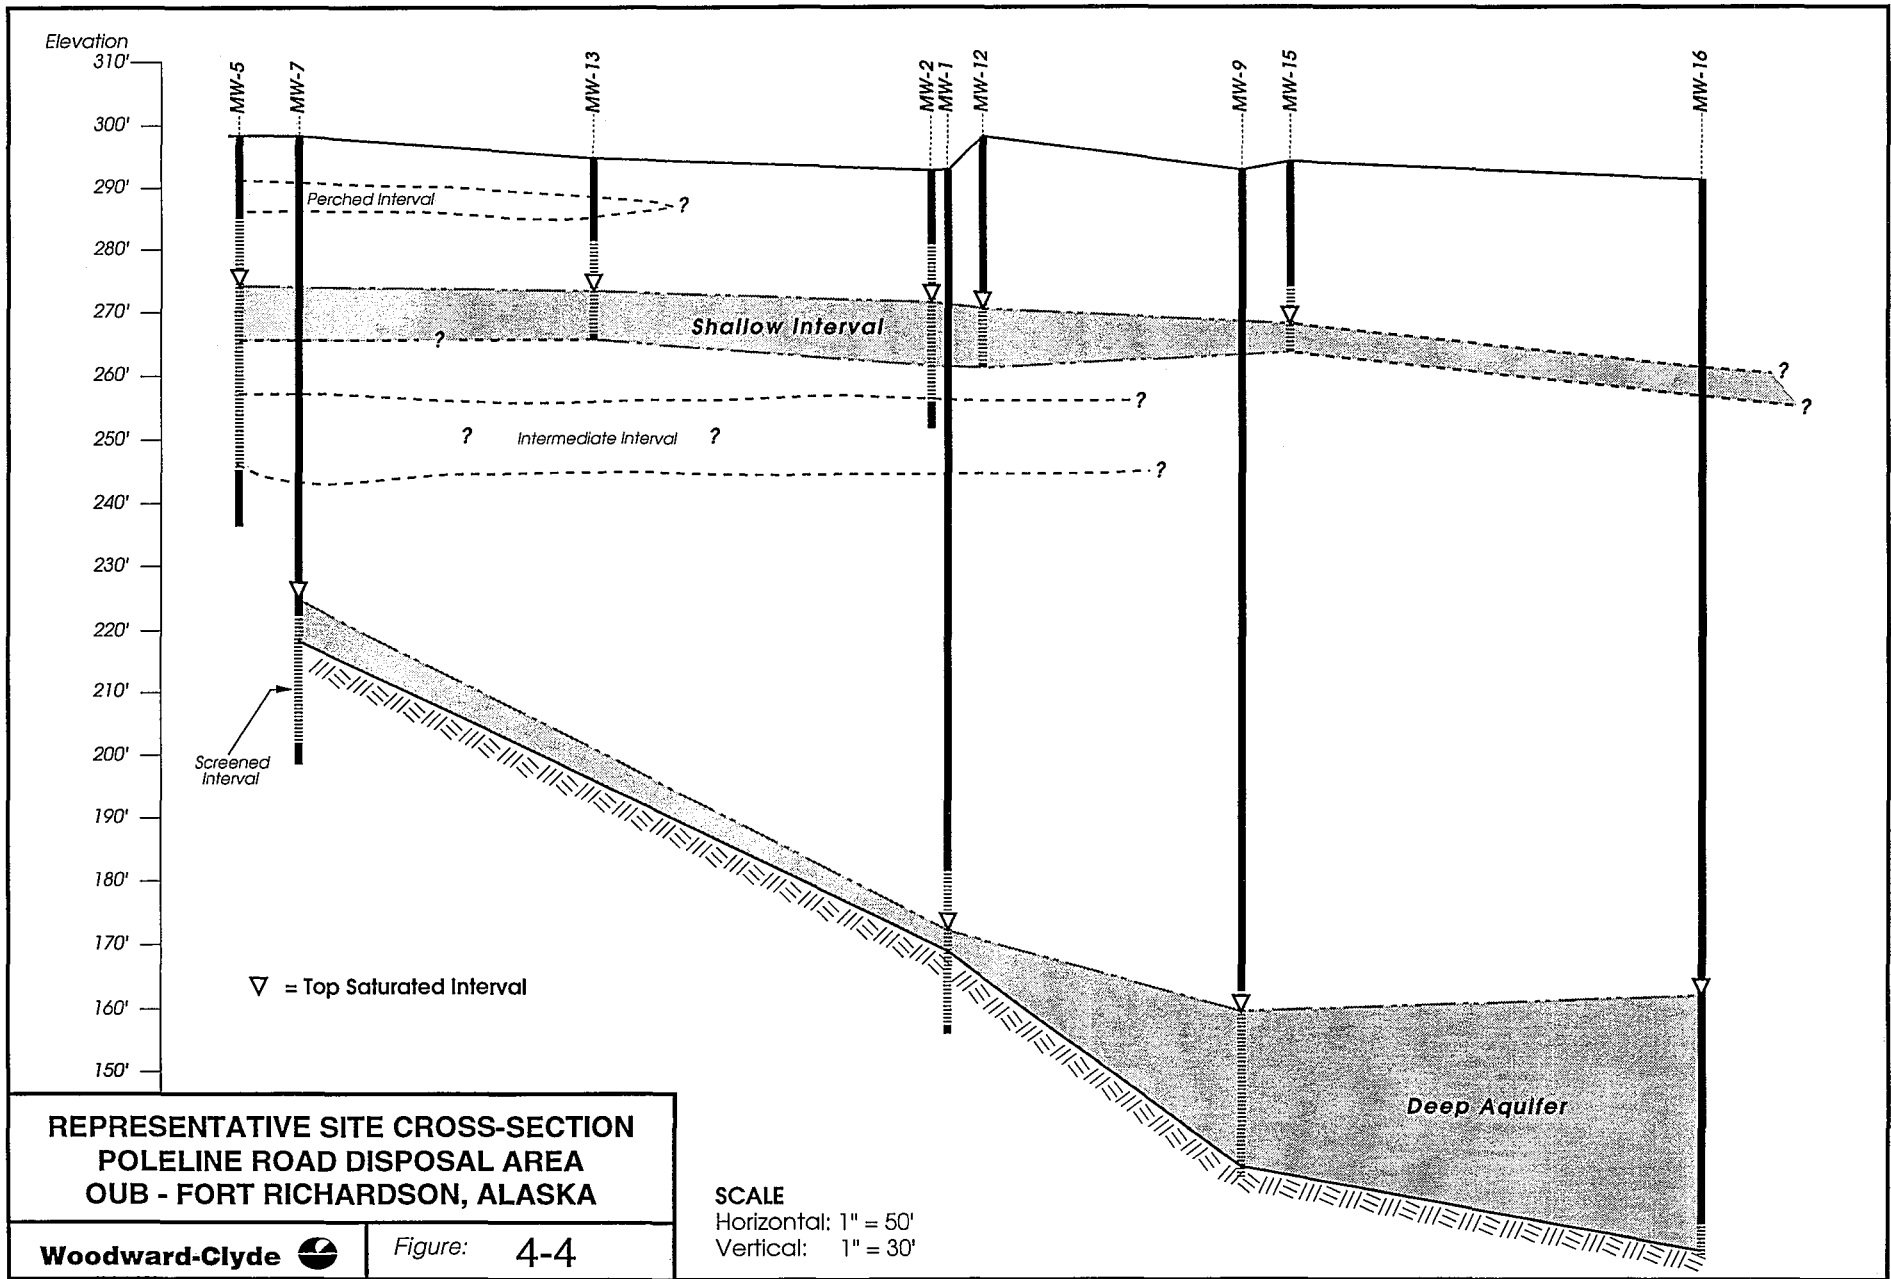 Elevation
310'
300'
290'
280'
270'
260'
250'
240'
230'
220'
210'
200'
190'
180'
170'
160'
150'
MW-5
MW-7
MW-13
MW-2
MW-1
MW-12
MW-9
MW-15
MW-16
Perched Interval
?
Shallow Interval
?
?
?
?
? Intermediate Interval ?
?
Screened
Interval
▽ = Top Saturated Interval
Deep Aquifer
REPRESENTATIVE SITE CROSS-SECTION
POLELINE ROAD DISPOSAL AREA
OUB - FORT RICHARDSON, ALASKA
Woodward-Clyde
Figure: 4-4
SCALE
Horizontal: 1" = 50'
Vertical: 1" = 30'